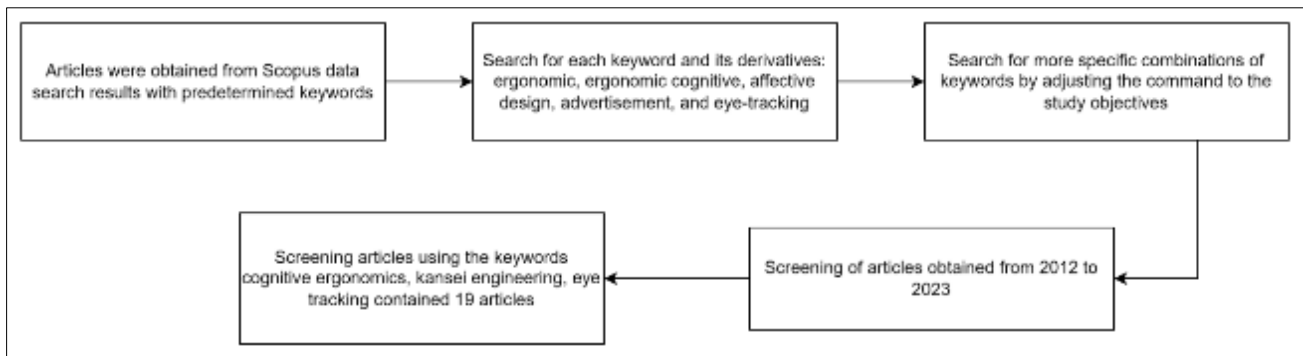 Articles were obtained from Scopus data
search results with predetermined keywords
Search for each keyword and its derivatives:
ergonomic, ergonomic cognitive, affective
design, advertisement, and eye-tracking
Search for more specific combinations of
keywords by adjusting the command to the
study objectives
Screening of articles obtained from 2012 to
2023
Screening articles using the keywords
cognitive ergonomics, kansei engineering, eye
tracking contained 19 articles